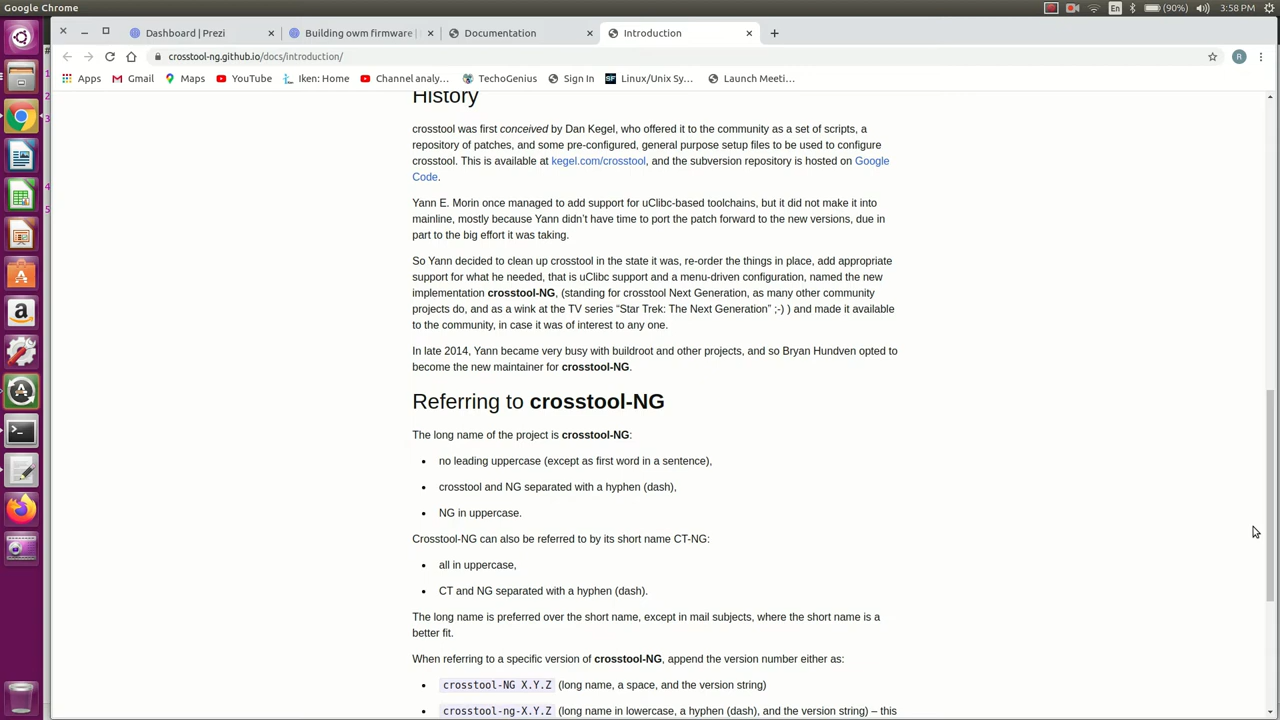 Google Chrome
En
(90%)
3:58 PM
Dashboard | Prezi
Building owm firmware
Documentation
Introduction
crosstool-ng.github.io/docs/introduction/
R
Apps
Gmail
Maps
YouTube
Iken: Home
Channel analy...
TechoGenius
Sign In
SF
Linux/Unix Sy...
Launch Meeti...
History
crosstool was first conceived by Dan Kegel, who offered it to the community as a set of scripts, a
repository of patches, and some pre-configured, general purpose setup files to be used to configure
crosstool. This is available at kegel.com/crosstool, and the subversion repository is hosted on Google
Code.
Yann E. Morin once managed to add support for uClibc-based toolchains, but it did not make it into
mainline, mostly because Yann didn’t have time to port the patch forward to the new versions, due in
part to the big effort it was taking.
So Yann decided to clean up crosstool in the state it was, re-order the things in place, add appropriate
support for what he needed, that is uClibc support and a menu-driven configuration, named the new
implementation crosstool-NG, (standing for crosstool Next Generation, as many other community
projects do, and as a wink at the TV series “Star Trek: The Next Generation” ;-) ) and made it available
to the community, in case it was of interest to any one.
In late 2014, Yann became very busy with buildroot and other projects, and so Bryan Hundven opted to
become the new maintainer for crosstool-NG.
Referring to crosstool-NG
The long name of the project is crosstool-NG:
• no leading uppercase (except as first word in a sentence),
• crosstool and NG separated with a hyphen (dash),
• NG in uppercase.
Crosstool-NG can also be referred to by its short name CT-NG:
• all in uppercase,
• CT and NG separated with a hyphen (dash).
The long name is preferred over the short name, except in mail subjects, where the short name is a
better fit.
When referring to a specific version of crosstool-NG, append the version number either as:
• crosstool-NG X.Y.Z (long name, a space, and the version string)
• crosstool-ng-X.Y.Z (long name in lowercase, a hyphen (dash), and the version string) – this